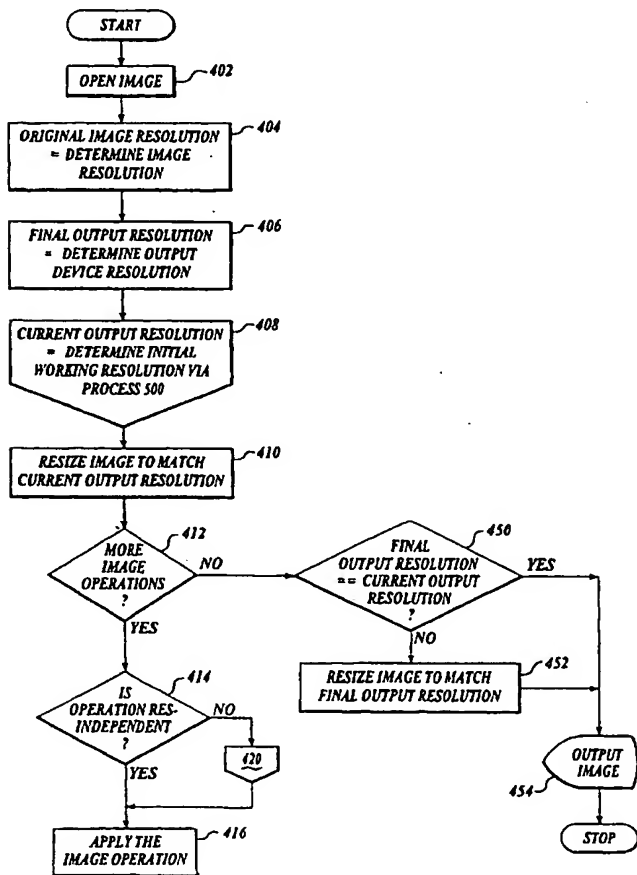 START
OPEN IMAGE
402
ORIGINAL IMAGE RESOLUTION
= DETERMINE IMAGE
RESOLUTION
404
FINAL OUTPUT RESOLUTION
= DETERMINE OUTPUT
DEVICE RESOLUTION
406
CURRENT OUTPUT RESOLUTION
= DETERMINE INITIAL
WORKING RESOLUTION VIA
PROCESS 500
408
RESIZE IMAGE TO MATCH
CURRENT OUTPUT RESOLUTION
410
MORE
IMAGE
OPERATIONS
?
412
NO
YES
FINAL
OUTPUT RESOLUTION
== CURRENT OUTPUT
RESOLUTION
?
450
YES
NO
RESIZE IMAGE TO MATCH
FINAL OUTPUT RESOLUTION
452
IS
OPERATION RES-
INDEPENDENT
?
414
NO
YES
420
OUTPUT
IMAGE
454
STOP
APPLY THE
IMAGE OPERATION
416